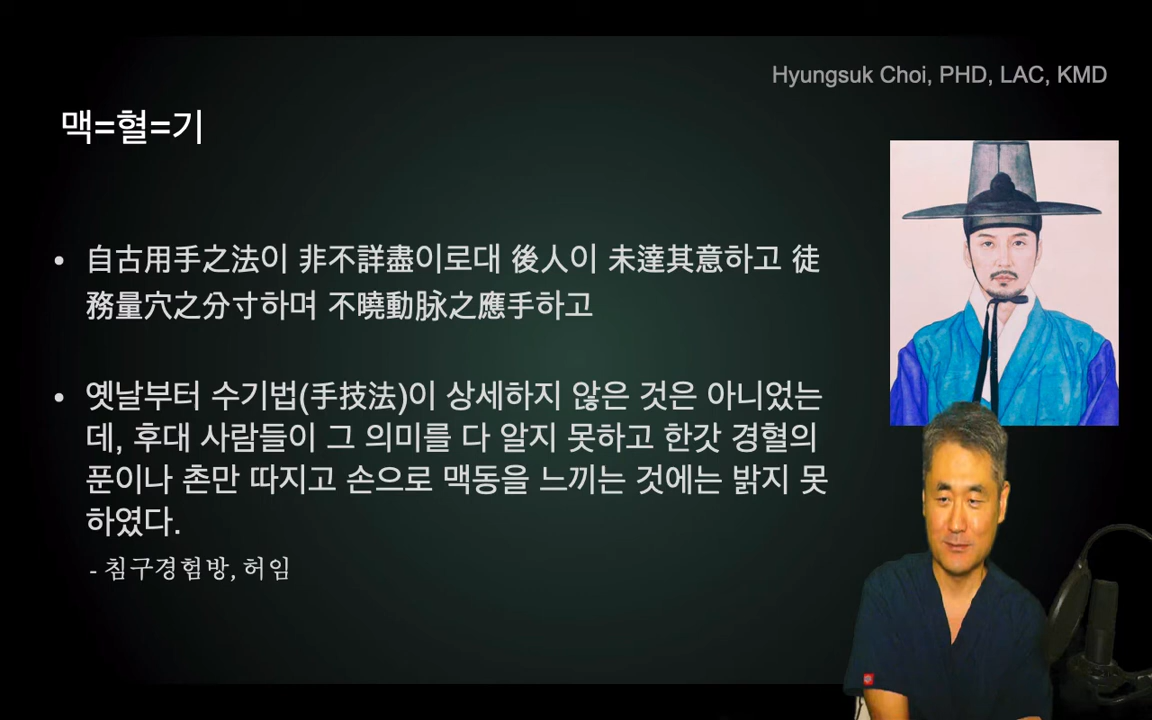 Hyungsuk Choi, PHD, LAC, KMD
맥=혈=기
• 自古用手之法이 非不詳盡이로대 後人이 未達其意하고 徒
務量穴之分寸하며 不曉動脉之應手하고
• 옛날부터 수기법(手技法)이 상세하지 않은 것은 아니었는
데, 후대 사람들이 그 의미를 다 알지 못하고 한갓 경혈의
푼이나 촌만 따지고 손으로 맥동을 느끼는 것에는 밝지 못
하였다.
- 침구경험방, 허임